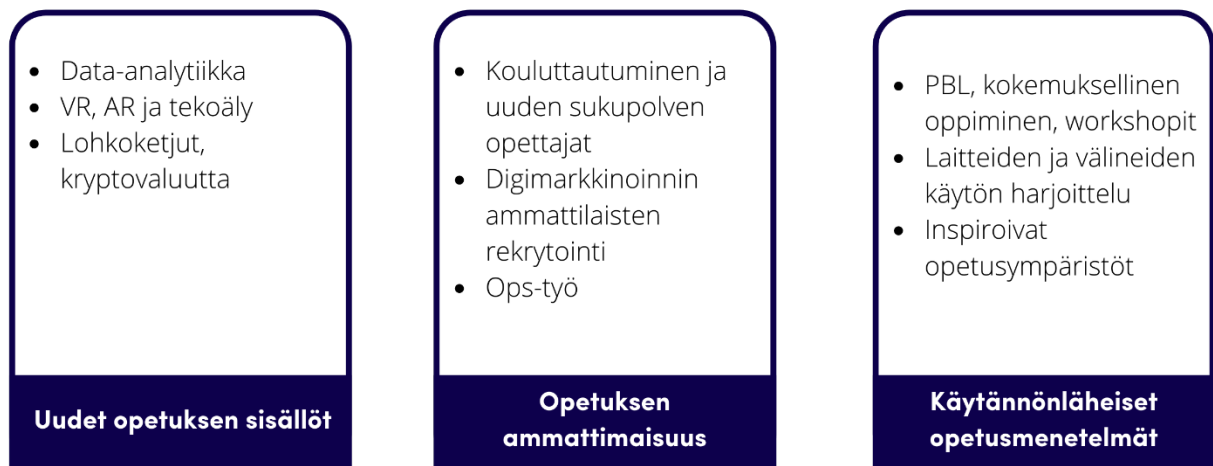 • Data-analytiikka
• VR, AR ja tekoäly
• Lohkoketjut,
kryptovaluutta
Uudet opetuksen sisällöt
• Kouluttautuminen ja
uuden sukupolven
opettajat
• Digimarkkinoinnin
ammattilaisten
rekrytointi
• Ops-työ
Opetuksen
ammattimaisuus
• PBL, kokemuksellinen
oppiminen, workshopit
• Laitteiden ja välineiden
käytön harjoittelu
• Inspiroivat
opetusympäristöt
Käytännönläheiset
opetusmenetelmät